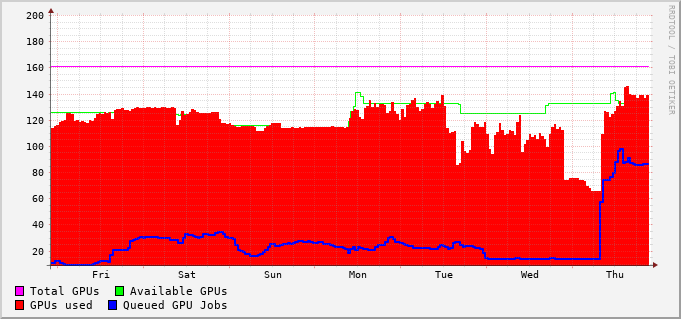 RRDTOOL / TOBI OETIKER
200
180
160
140
120
100
80
60
40
20
Fri Sat Sun Mon Tue Wed Thu
Total GPUs Available GPUs
GPUs used Queued GPU Jobs